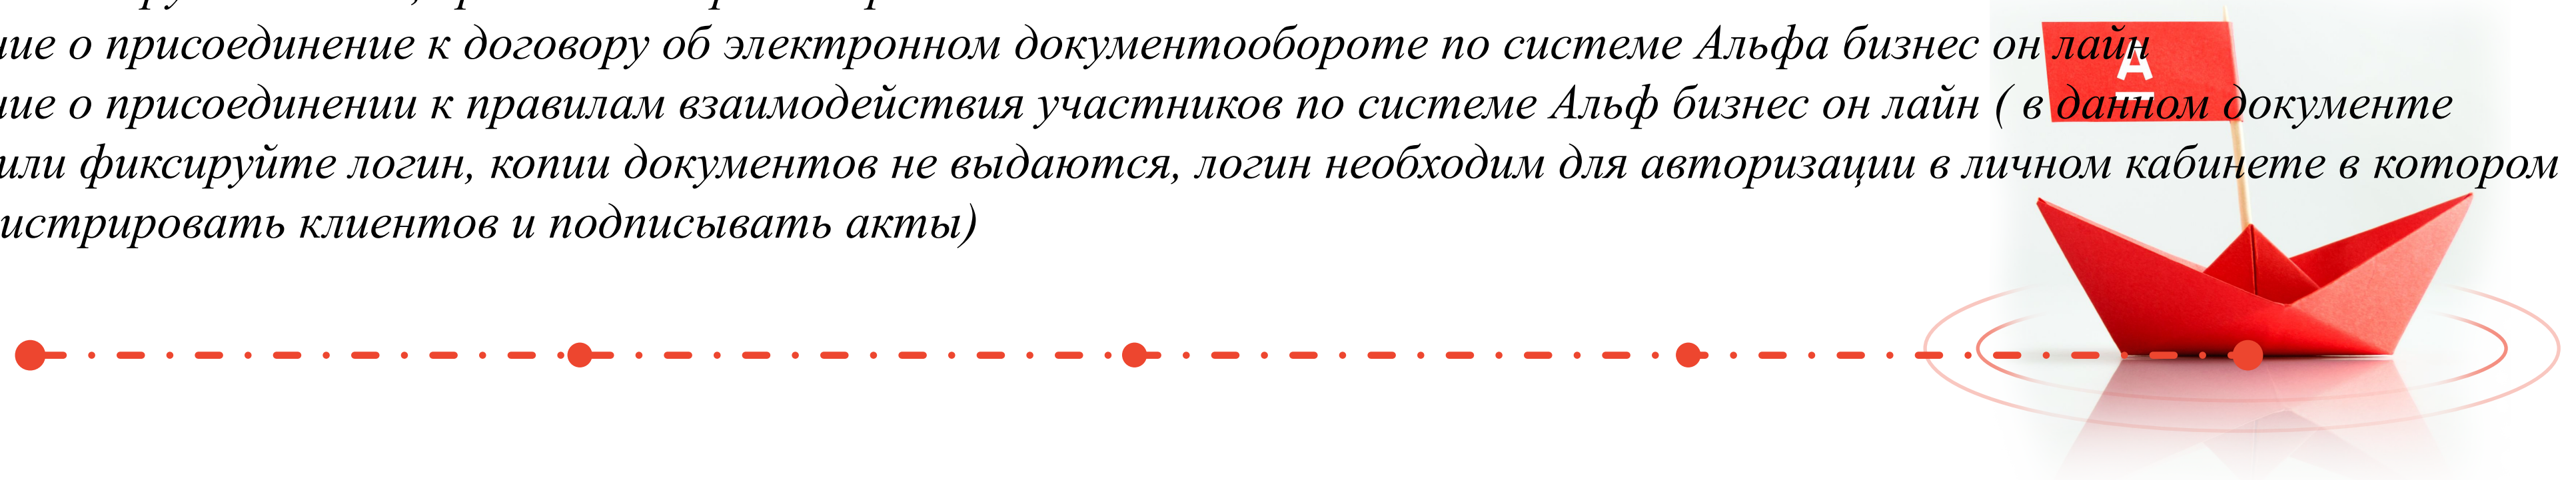 ние о присоединение к договору об электронном документообороте по системе Альфа бизнес он лайн
ние о присоединении к правилам взаимодействия участников по системе Альф бизнес он лайн ( в данном документе
или фиксируйте логин, копии документов не выдаются, логин необходим для авторизации в личном кабинете в котором
истрировать клиентов и подписывать акты)
А